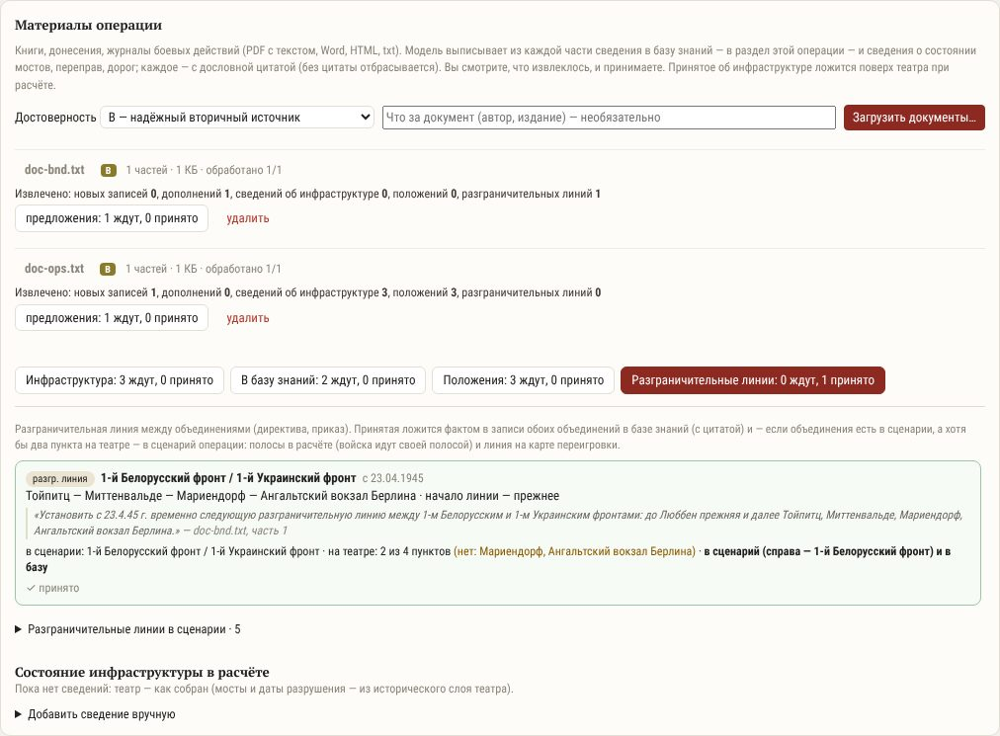 Материалы операции
Книги, донесения, журналы боевых действий (PDF с текстом, Word, HTML, txt). Модель выписывает из каждой части сведения в базу знаний — в раздел этой операции — и сведения о состоянии
мостов, переправ, дорог; каждое — с дословной цитатой (без цитаты отбрасывается). Вы смотрите, что извлеклось, и принимаете. Принятое об инфраструктуре ложится поверх театра при
расчёте.
Достоверность B — надёжный вторичный источник Что за документ (автор, издание) — необязательно Загрузить документы…
doc-bnd.txt B 1 частей · 1 КБ · обработано 1/1
Извлечено: новых записей 0, дополнений 1, сведений об инфраструктуре 0, положений 0, разграничительных линий 1
предложения: 1 ждут, 0 принято удалить
doc-ops.txt B 1 частей · 1 КБ · обработано 1/1
Извлечено: новых записей 1, дополнений 0, сведений об инфраструктуре 3, положений 3, разграничительных линий 0
предложения: 1 ждут, 0 принято удалить
Инфраструктура: 3 ждут, 0 принято В базу знаний: 2 ждут, 0 принято Положения: 3 ждут, 0 принято Разграничительные линии: 0 ждут, 1 принято
Разграничительная линия между объединениями (директива, приказ). Принятая ложится фактом в записи обоих объединений в базе знаний (с цитатой) и — если объединения есть в сценарии, а хотя
бы два пункта на театре — в сценарий операции: полосы в расчёте (войска идут своей полосой) и линия на карте переигровки.
разгр. линия 1-й Белорусский фронт / 1-й Украинский фронт с 23.04.1945
Тойпитц — Миттенвальде — Мариендорф — Ангальтский вокзал Берлина · начало линии — прежнее
«Установить с 23.4.45 г. временно следующую разграничительную линию между 1-м Белорусским и 1-м Украинским фронтами: до Люббен прежняя и далее Тойпитц, Миттенвальде, Мариендорф,
Ангальтский вокзал Берлина.» — doc-bnd.txt, часть 1
в сценарии: 1-й Белорусский фронт / 1-й Украинский фронт · на театре: 2 из 4 пунктов (нет: Мариендорф, Ангальтский вокзал Берлина) · в сценарий (справа — 1-й Белорусский фронт) и в
базу
✓ принято
▶ Разграничительные линии в сценарии · 5
Состояние инфраструктуры в расчёте
Пока нет сведений: театр — как собран (мосты и даты разрушения — из исторического слоя театра).
▶ Добавить сведение вручную